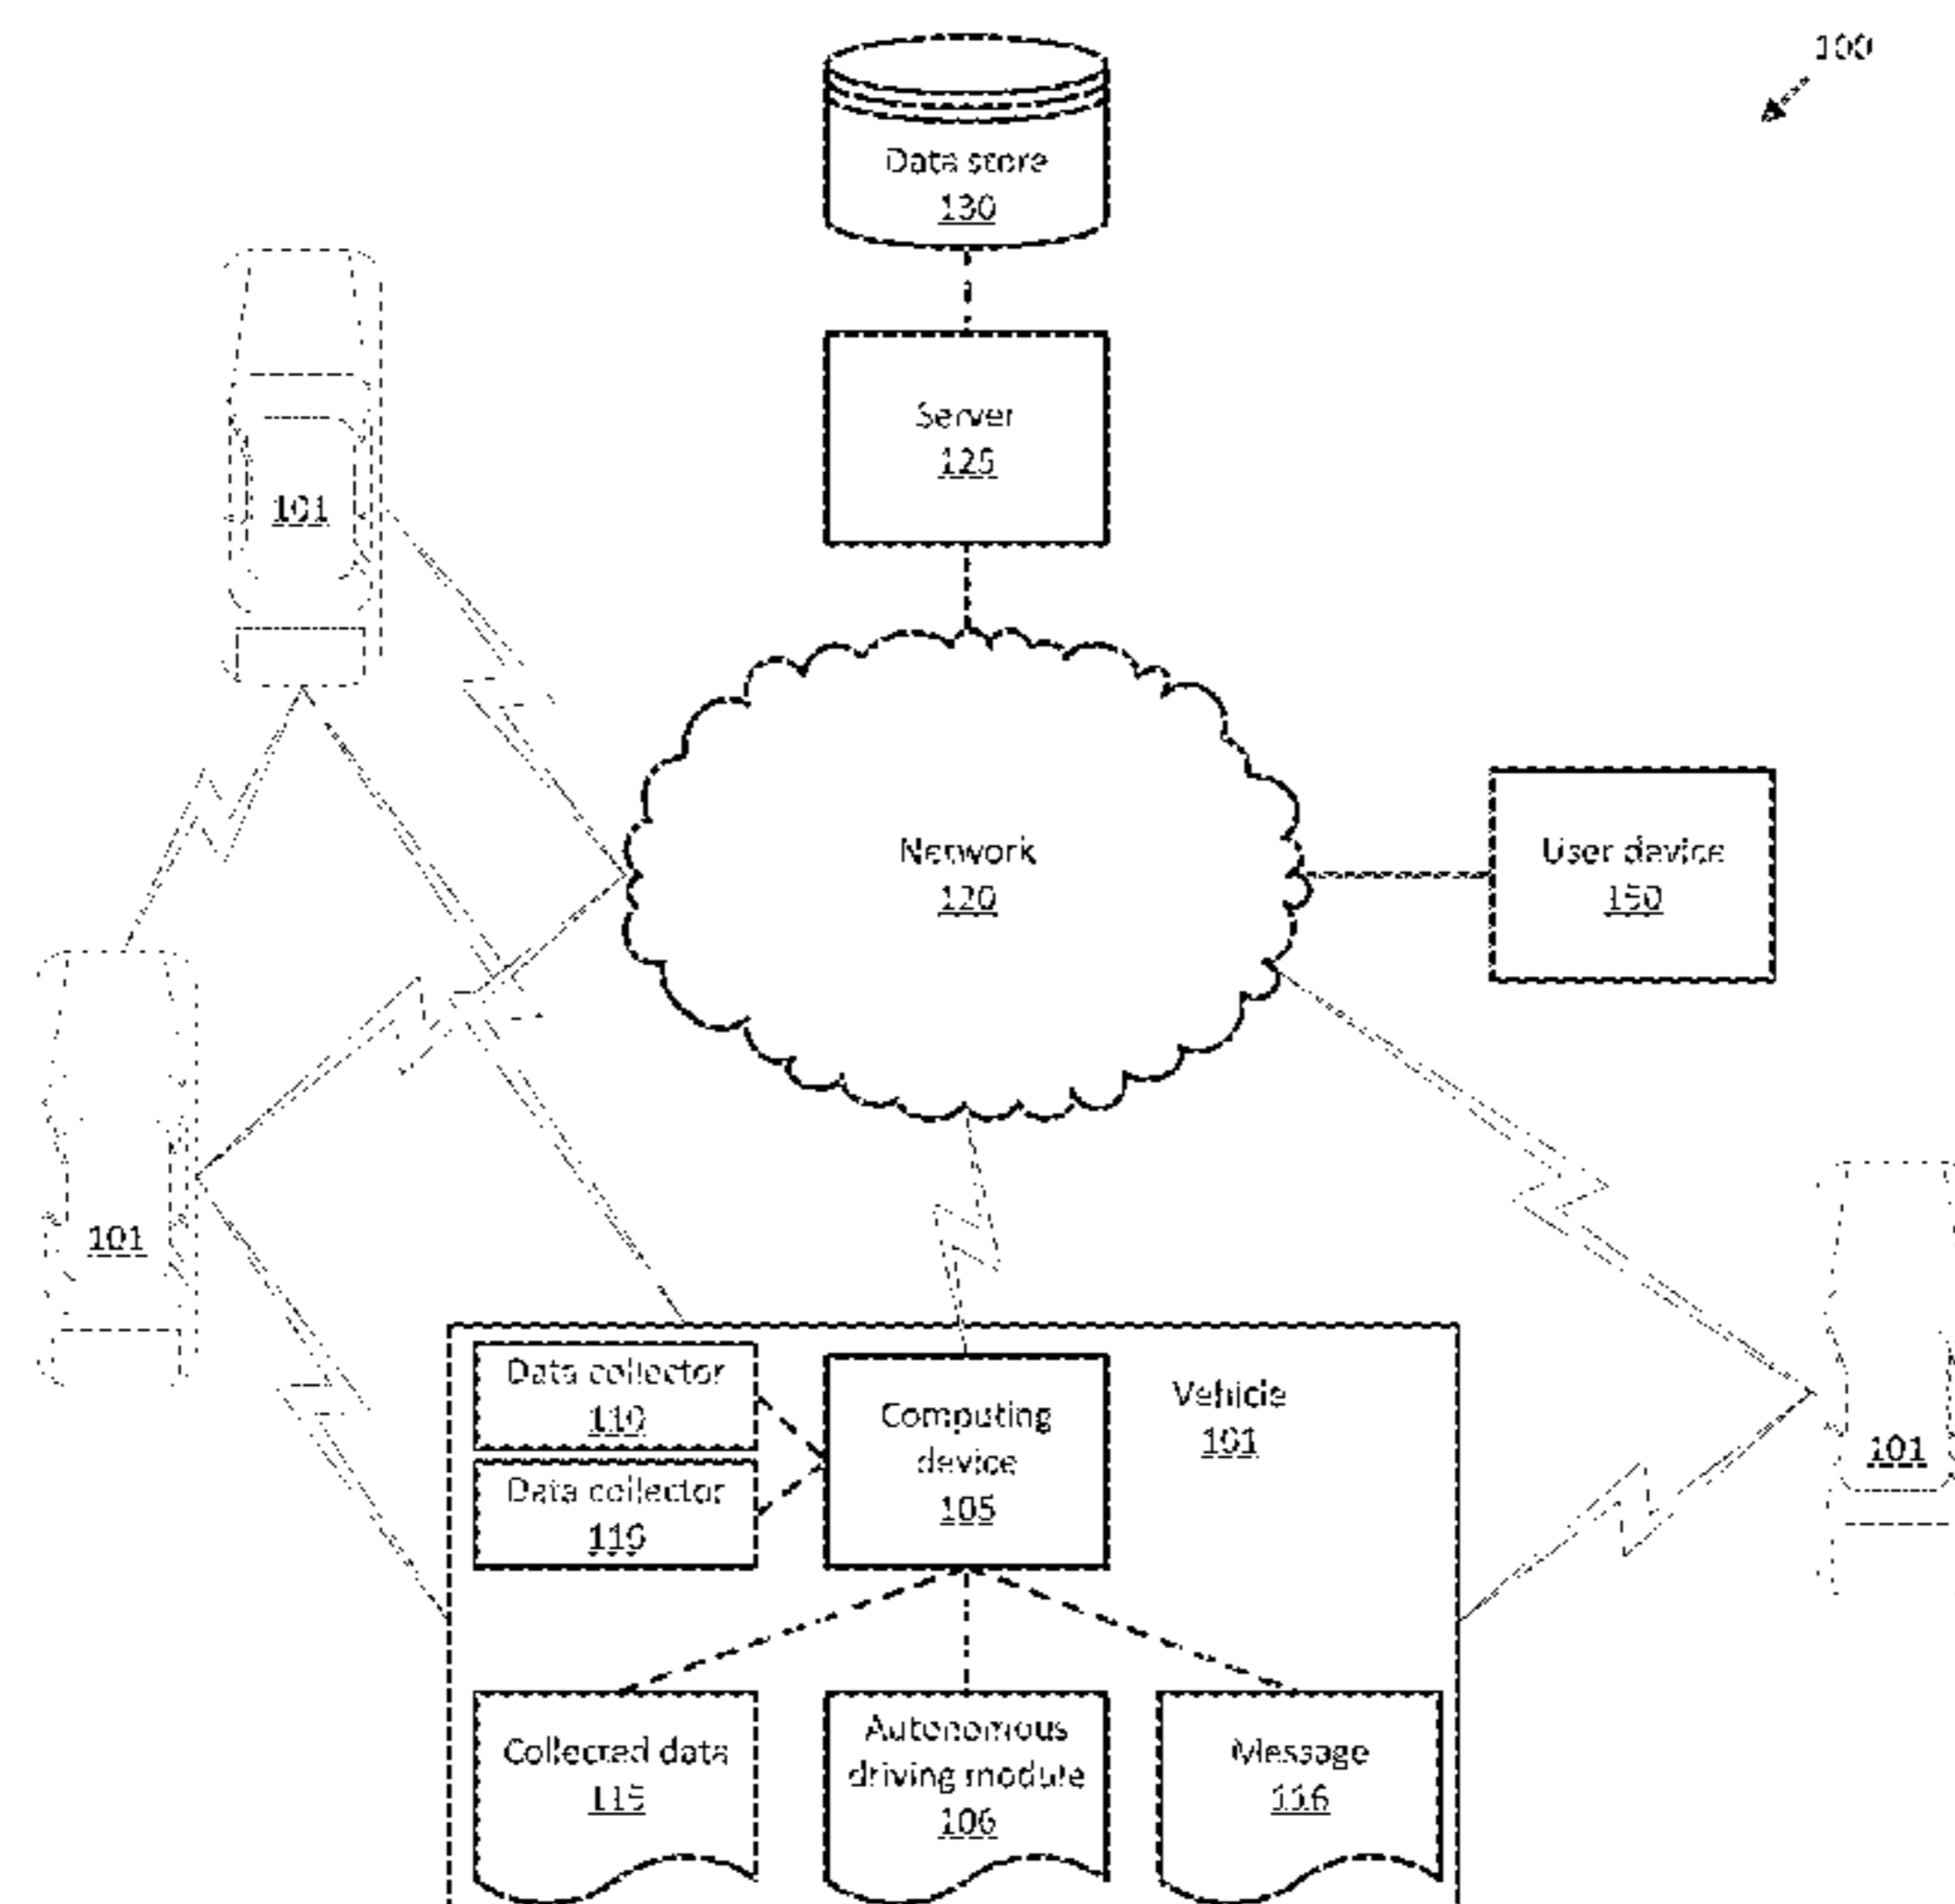 100
Data store
130
Server
125
101
Network
120
User device
150
101
Data collector
110
Data collector
110
Computing
device
105
Vehicle
101
101
Collected data
115
Autonomous
driving module
106
Message
116